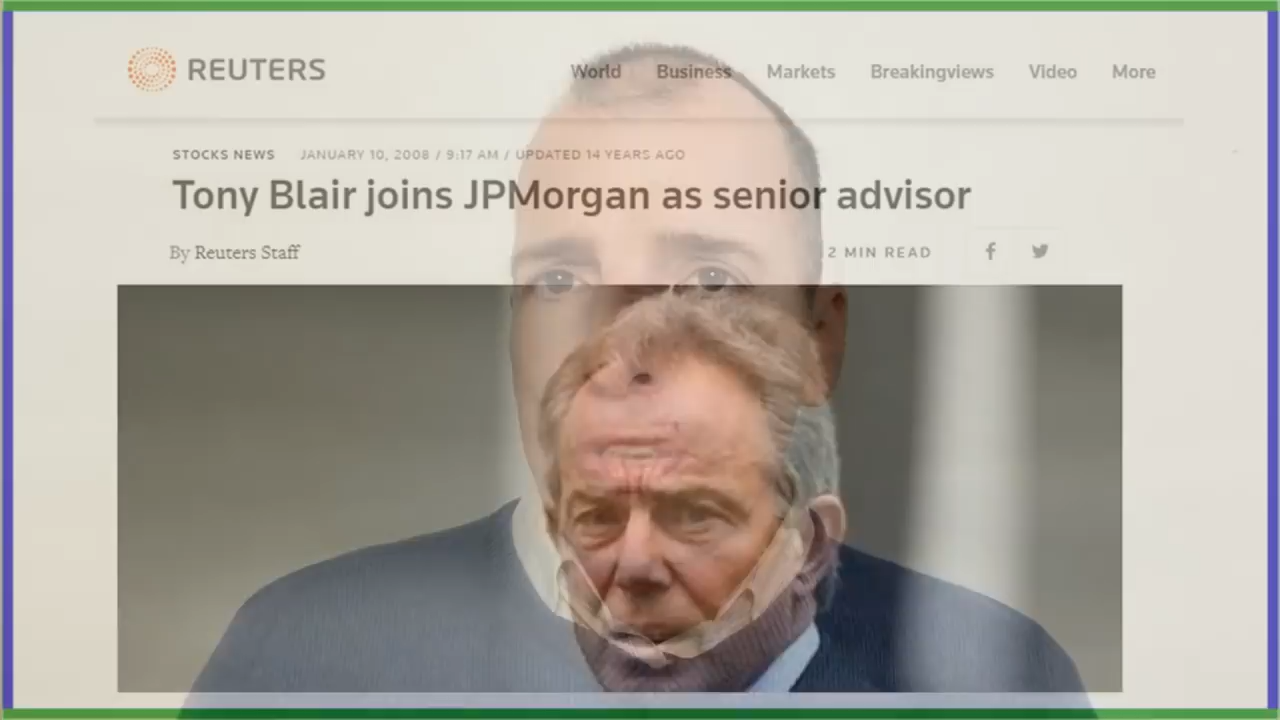 REUTERS
World Business Markets Breakingviews Video More
STOCKS NEWS JANUARY 10, 2008 / 9:17 AM / UPDATED 14 YEARS AGO
Tony Blair joins JPMorgan as senior advisor
By Reuters Staff
2 MIN READ